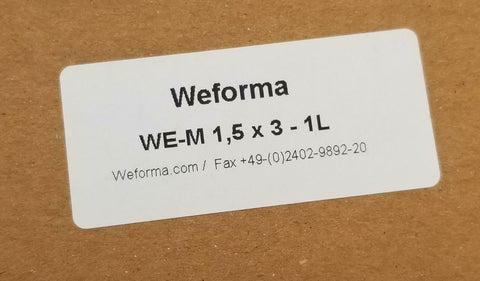 Weforma
WE-M 1,5 x 3 - 1L
Weforma.com / Fax +49-(0)2402-9892-20